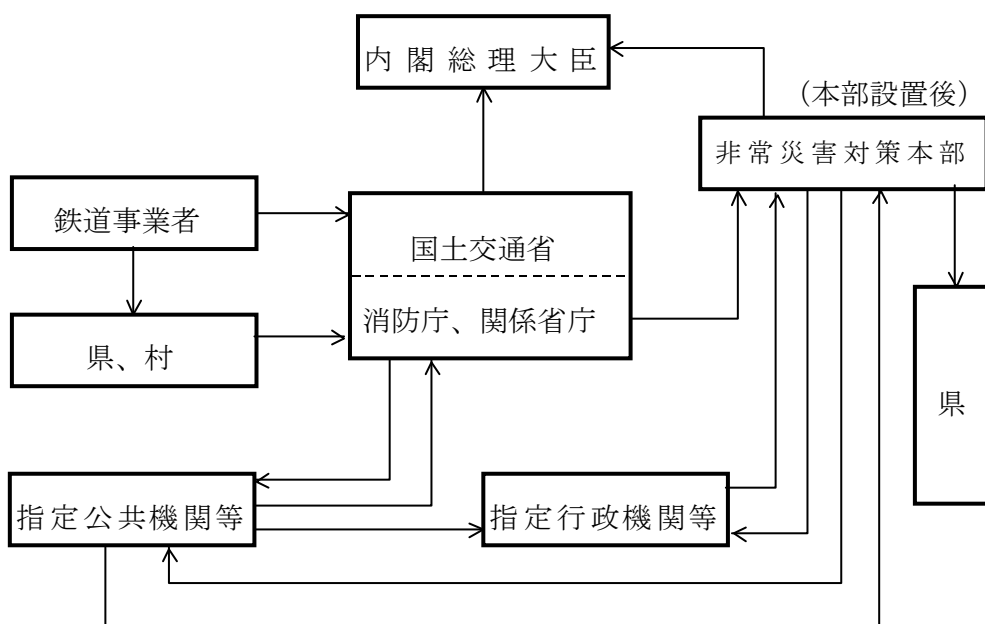 内閣総理大臣
（本部設置後）
非常災害対策本部
鉄道事業者
国土交通省
消防庁、関係省庁
県、村
県
指定公共機関等
指定行政機関等